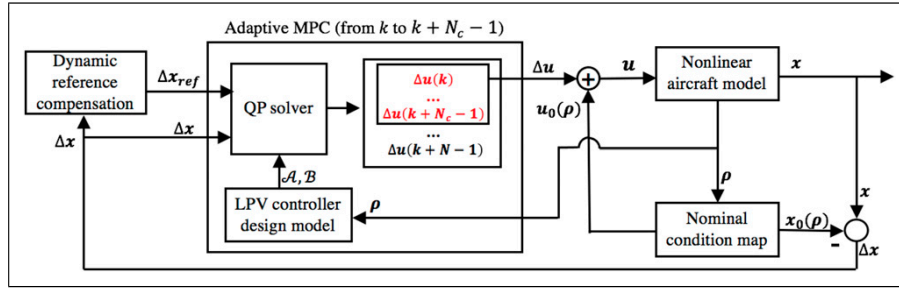 Adaptive MPC (from k to k + N_c − 1)
Dynamic
reference
compensation
Δx_ref
Δx
Δx
QP solver
Δu(k)
...
Δu(k + N_c − 1)
...
Δu(k + N − 1)
𝒜, ℬ
LPV controller
design model
ρ
Δu
+
u
u_0(ρ)
Nonlinear
aircraft model
x
ρ
x
Nominal
condition map
x_0(ρ)
-
Δx